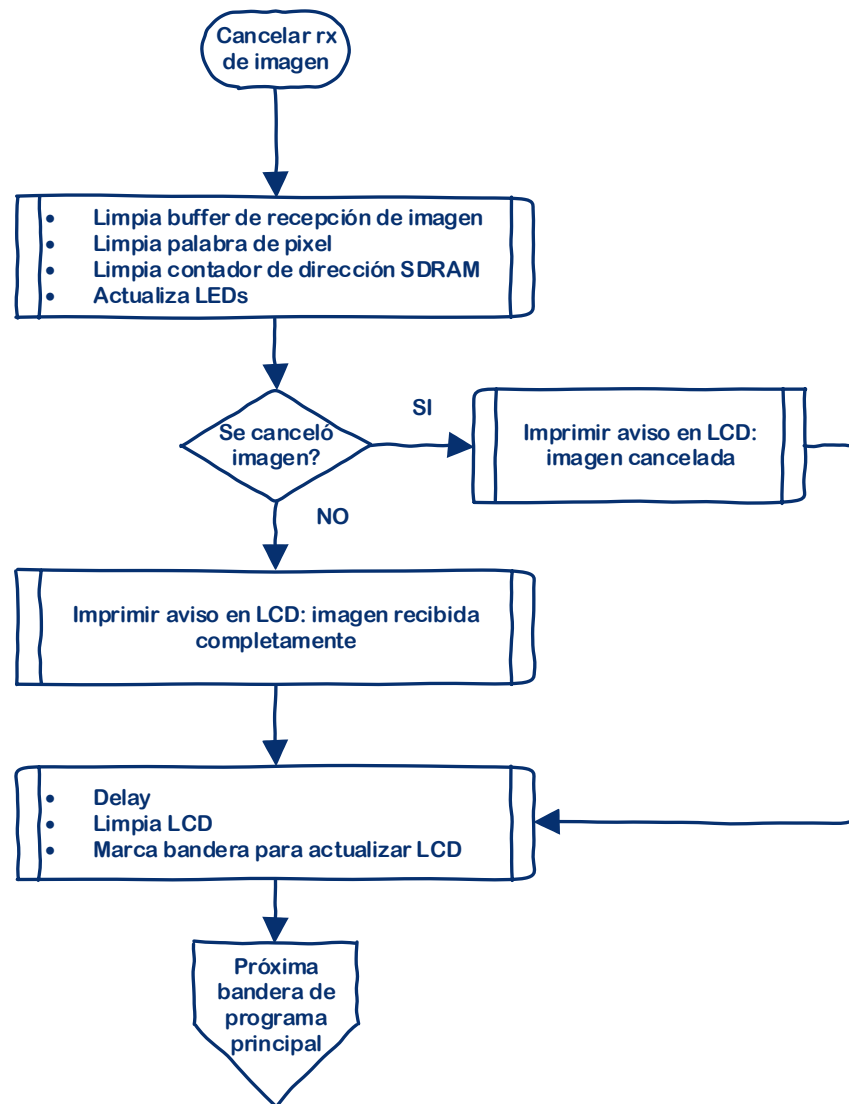 Cancelar rx
de imagen
• Limpia buffer de recepción de imagen
• Limpia palabra de pixel
• Limpia contador de dirección SDRAM
• Actualiza LEDs
Se canceló
imagen?
SI
Imprimir aviso en LCD:
imagen cancelada
NO
Imprimir aviso en LCD: imagen recibida
completamente
• Delay
• Limpia LCD
• Marca bandera para actualizar LCD
Próxima
bandera de
programa
principal